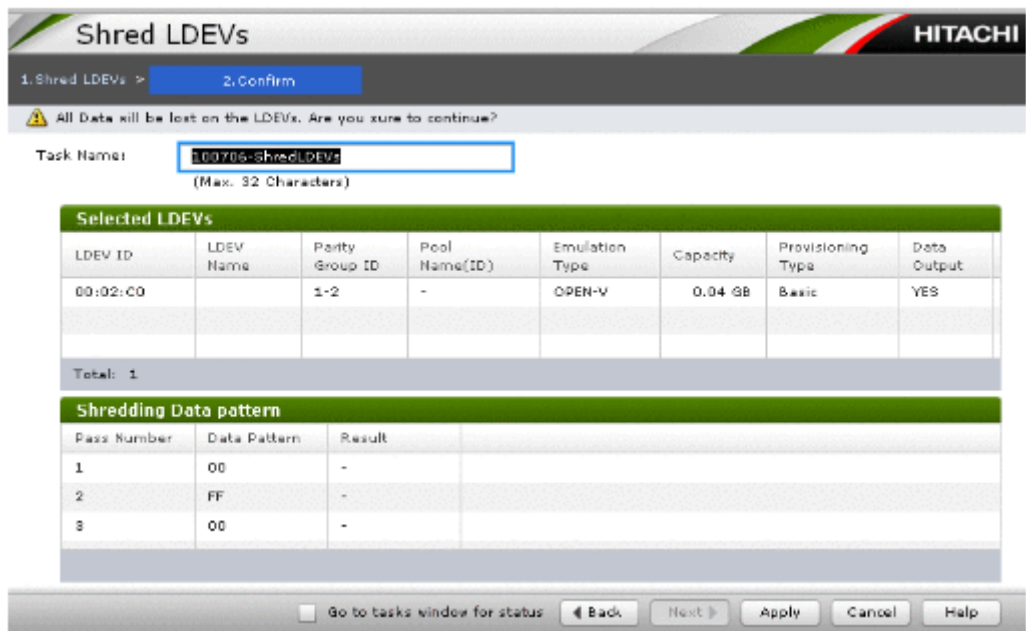 Shred LDEVs
HITACHI
1.Shred LDEVs >
2.Confirm
All Data will be lost on the LDEVs. Are you sure to continue?
Task Name:
100706-ShredLDEVs
(Max. 32 Characters)
Selected LDEVs
LDEV ID LDEV Name Parity Group ID Pool Name(ID) Emulation Type Capacity Provisioning Type Data Output
00:02:C0 1-2 - OPEN-V 0.04 GB Basic YES
Total: 1
Shredding Data pattern
Pass Number Data Pattern Result
1 00 -
2 FF -
3 00 -
Go to tasks window for status Back Next Apply Cancel Help